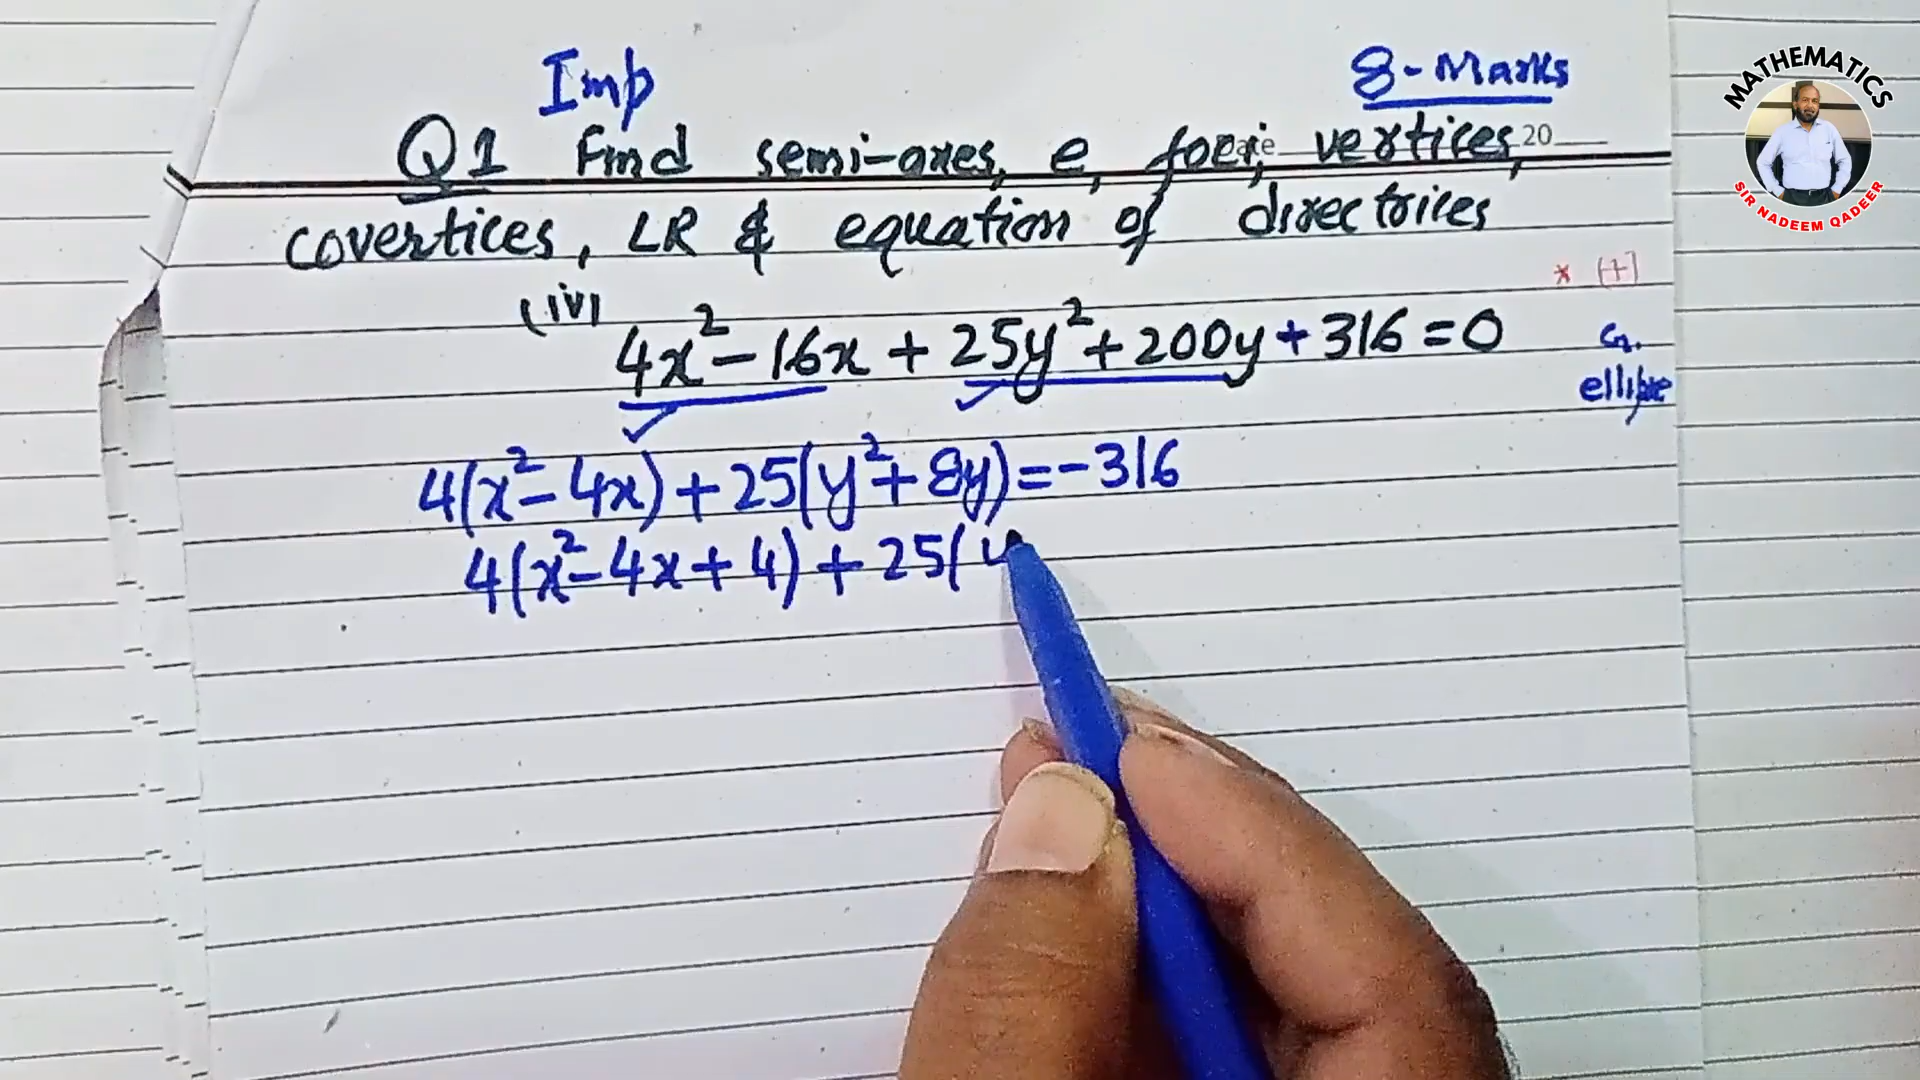 Imp
8-Marks
MATHEMATICS
SIR NADEEM QADEER
Q1 Find semi-axes, e, foci, vertices,
20
covertices, LR & equation of directrices
* (+)
(iv)
4x² - 16x + 25y² + 200y + 316 = 0
ellipse
4(x² - 4x) + 25(y² + 8y) = -316
4(x² - 4x + 4) + 25(y